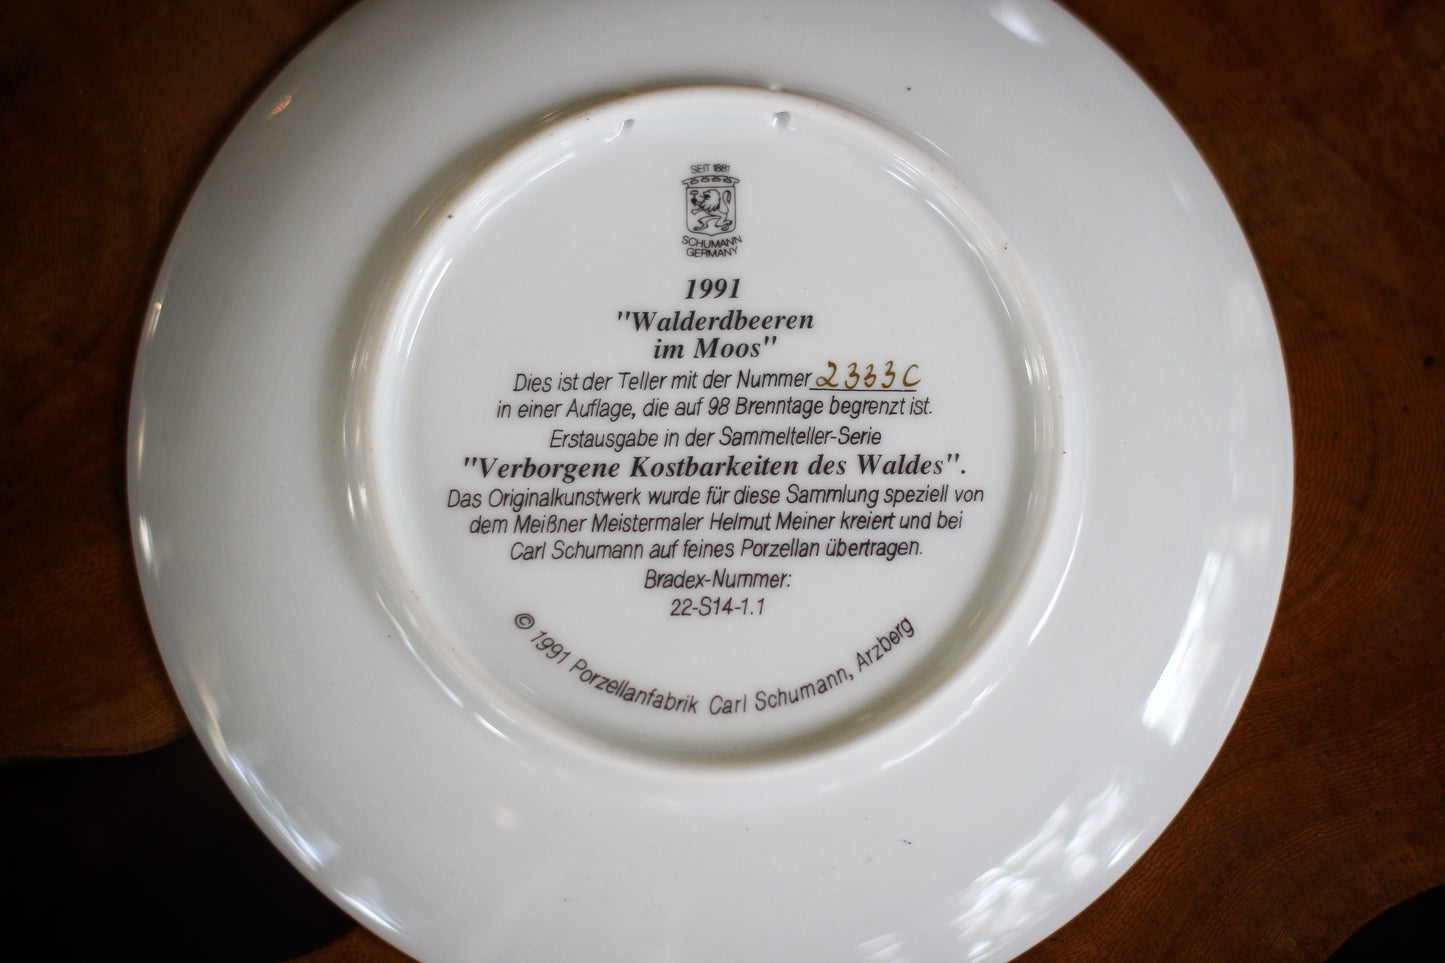 SEIT 1881
SCHUMANN
GERMANY
1991
"Walderdbeeren
im Moos"
Dies ist der Teller mit der Nummer 2333C
in einer Auflage, die auf 98 Brenntage begrenzt ist.
Erstausgabe in der Sammelteller-Serie
"Verborgene Kostbarkeiten des Waldes".
Das Originalkunstwerk wurde für diese Sammlung speziell von
dem Meißner Meistermaler Helmut Meiner kreiert und bei
Carl Schumann auf feines Porzellan übertragen.
Bradex-Nummer:
22-S14-1.1
© 1991 Porzellanfabrik Carl Schumann, Arzberg